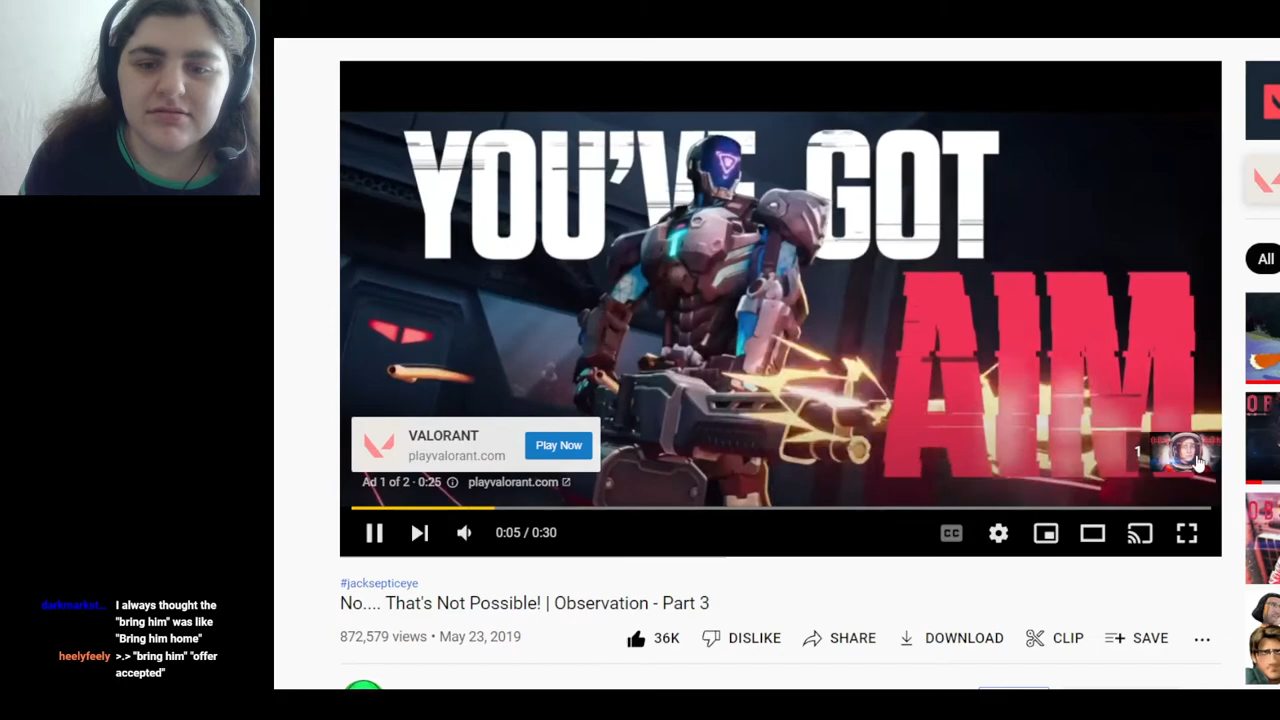 YOU'VE GOT
AIM
VALORANT
playvalorant.com
Play Now
1
Ad 1 of 2 · 0:25
playvalorant.com
0:05 / 0:30
CC
All
#jacksepticeye
No.... That's Not Possible! | Observation - Part 3
872,579 views • May 23, 2019
36K
DISLIKE
SHARE
DOWNLOAD
CLIP
SAVE
darkmarkst... I always thought the
"bring him" was like
"Bring him home"
heelyfeely >.> "bring him" "offer
accepted"